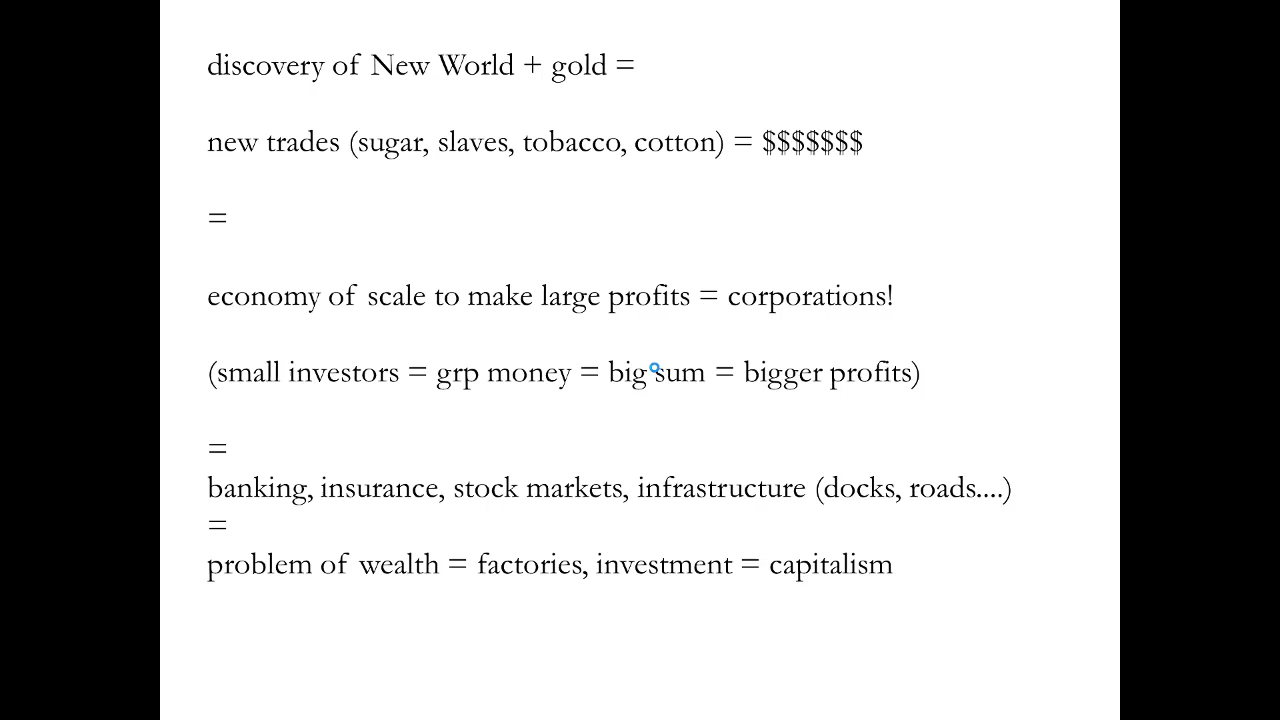 discovery of New World + gold =
new trades (sugar, slaves, tobacco, cotton) = $$$$$$$
=
economy of scale to make large profits = corporations!
(small investors = grp money = big sum = bigger profits)
=
banking, insurance, stock markets, infrastructure (docks, roads....)
=
problem of wealth = factories, investment = capitalism